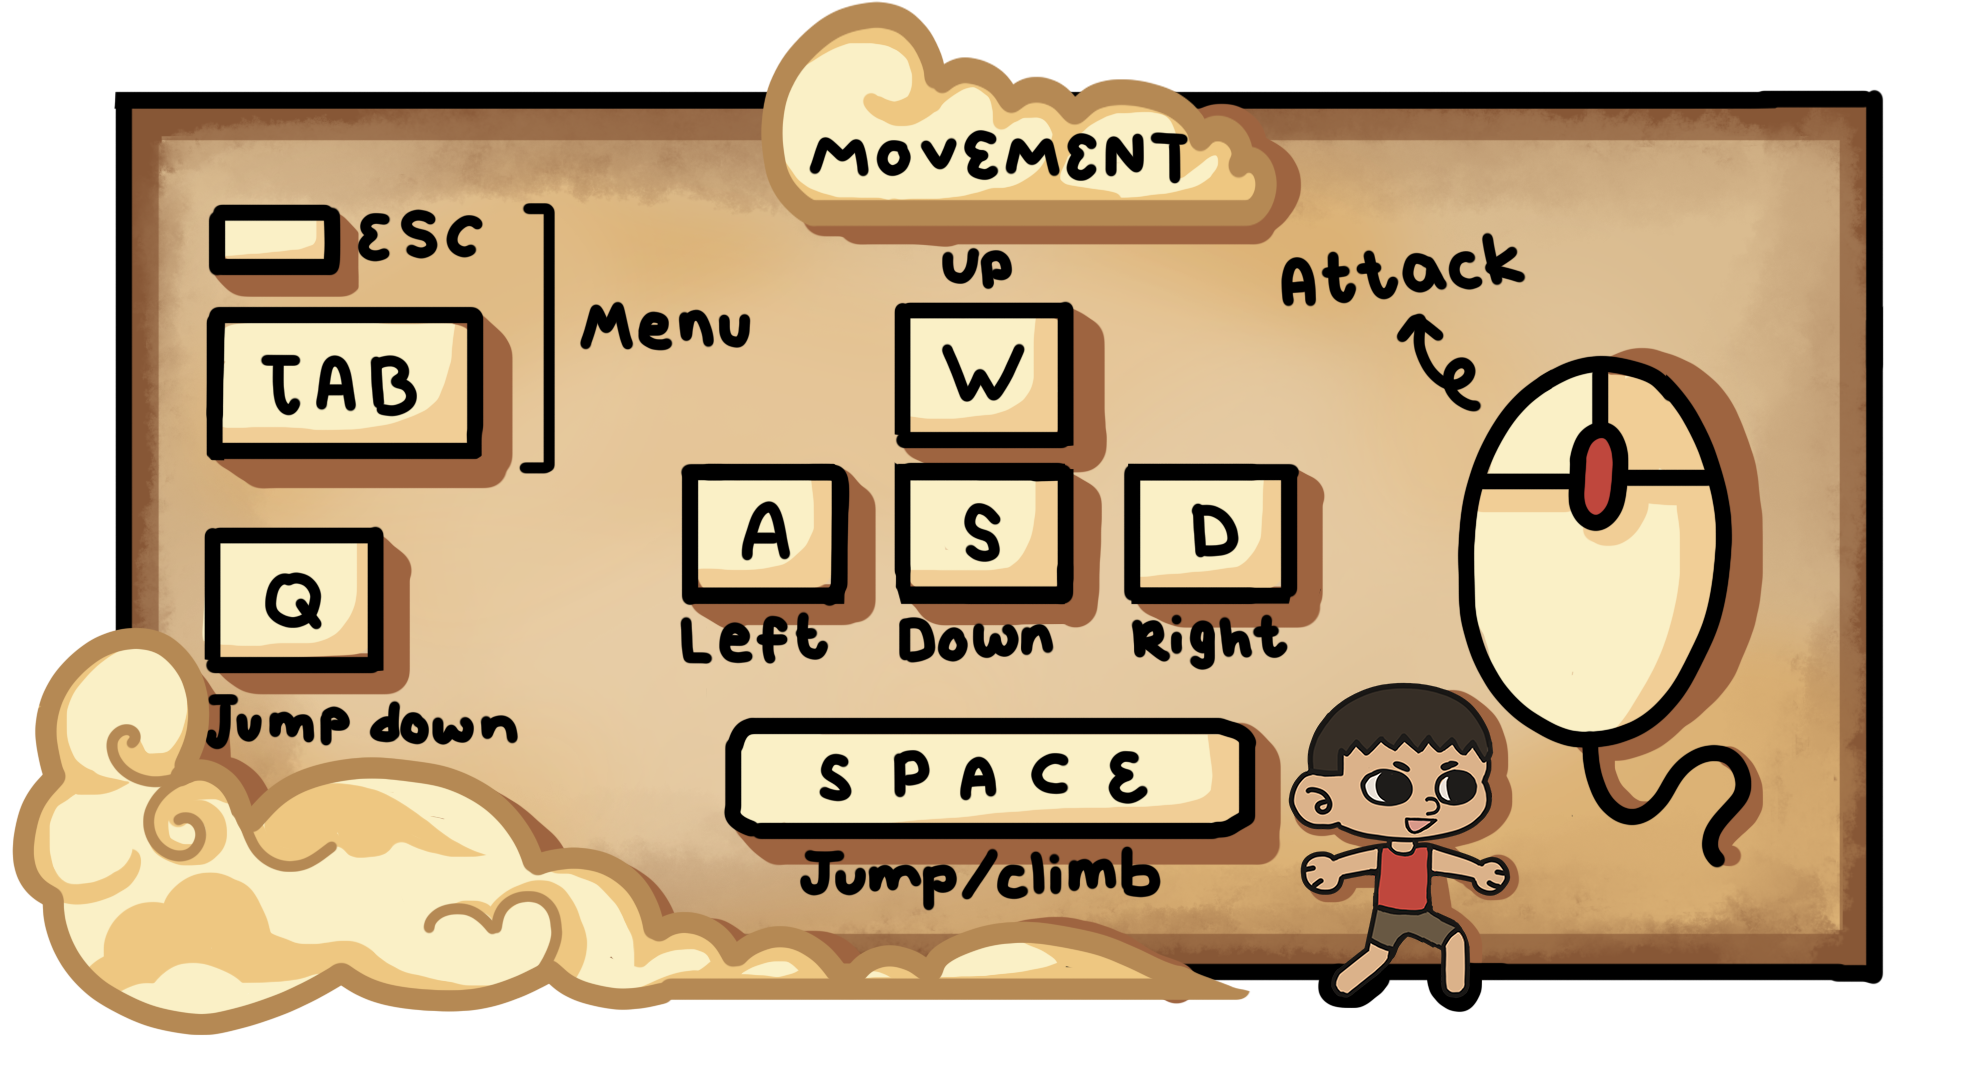 MOVEMENT
ESC
TAB
Menu
Q
Jump down
UP
W
A S D
Left Down Right
SPACE
Jump/climb
Attack